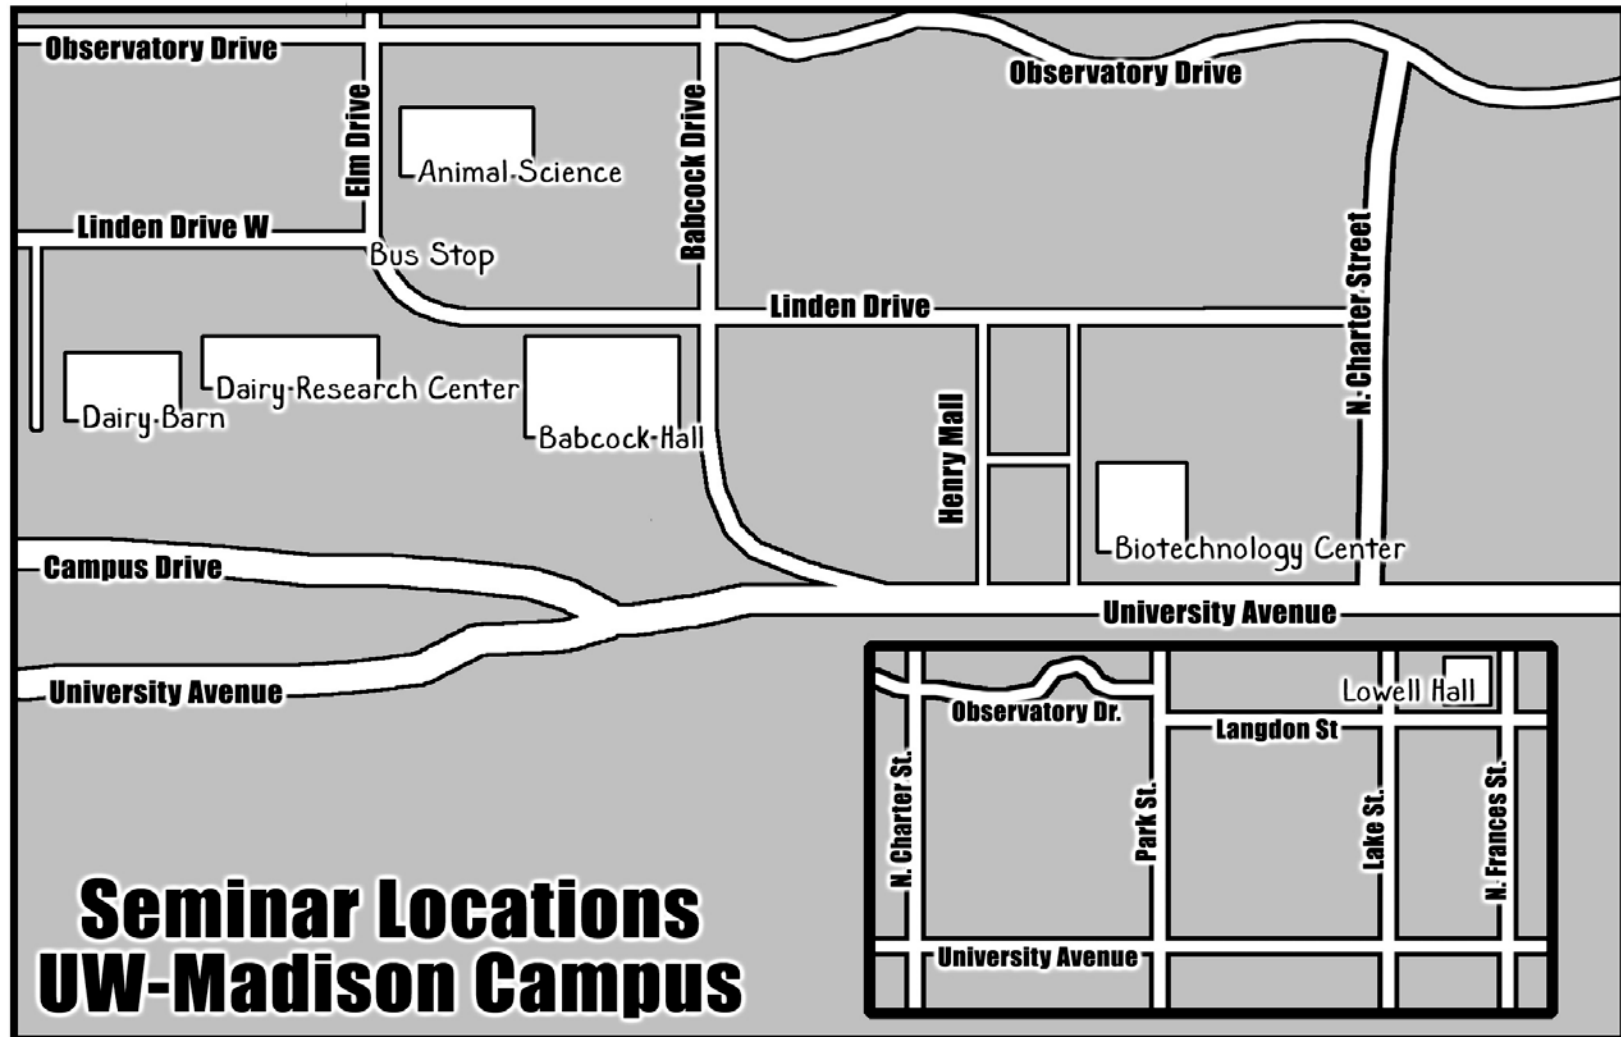 Observatory Drive
Observatory Drive
Elm Drive
Babcock Drive
Animal Science
Linden Drive W
Bus Stop
Linden Drive
N. Charter Street
Dairy Research Center
Dairy Barn
Babcock Hall
Henry Mall
Biotechnology Center
Campus Drive
University Avenue
University Avenue
Lowell Hall
Observatory Dr.
Langdon St
N. Charter St.
Park St.
Lake St.
N. Frances St.
University Avenue
Seminar Locations
UW-Madison Campus